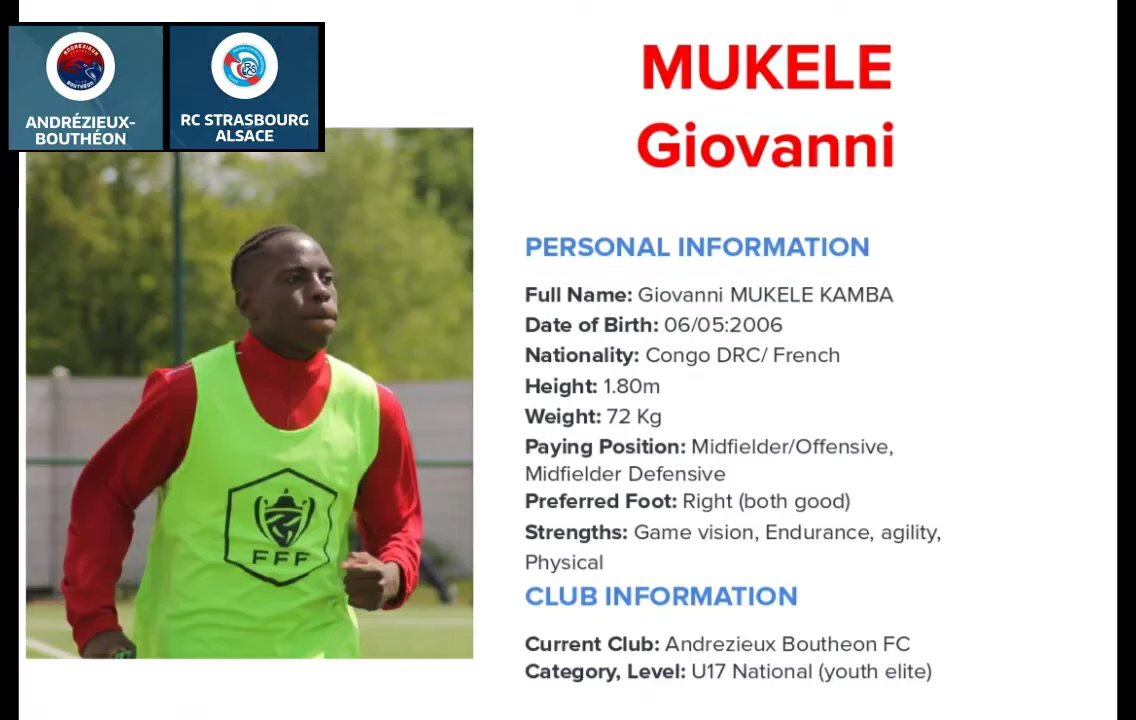 ANDRÉZIEUX-
BOUTHÉON
RC STRASBOURG
ALSACE
MUKELE
Giovanni
PERSONAL INFORMATION
Full Name: Giovanni MUKELE KAMBA
Date of Birth: 06/05:2006
Nationality: Congo DRC/ French
Height: 1.80m
Weight: 72 Kg
Paying Position: Midfielder/Offensive,
Midfielder Defensive
Preferred Foot: Right (both good)
Strengths: Game vision, Endurance, agility,
Physical
CLUB INFORMATION
Current Club: Andrezieux Boutheon FC
Category, Level: U17 National (youth elite)
FFF